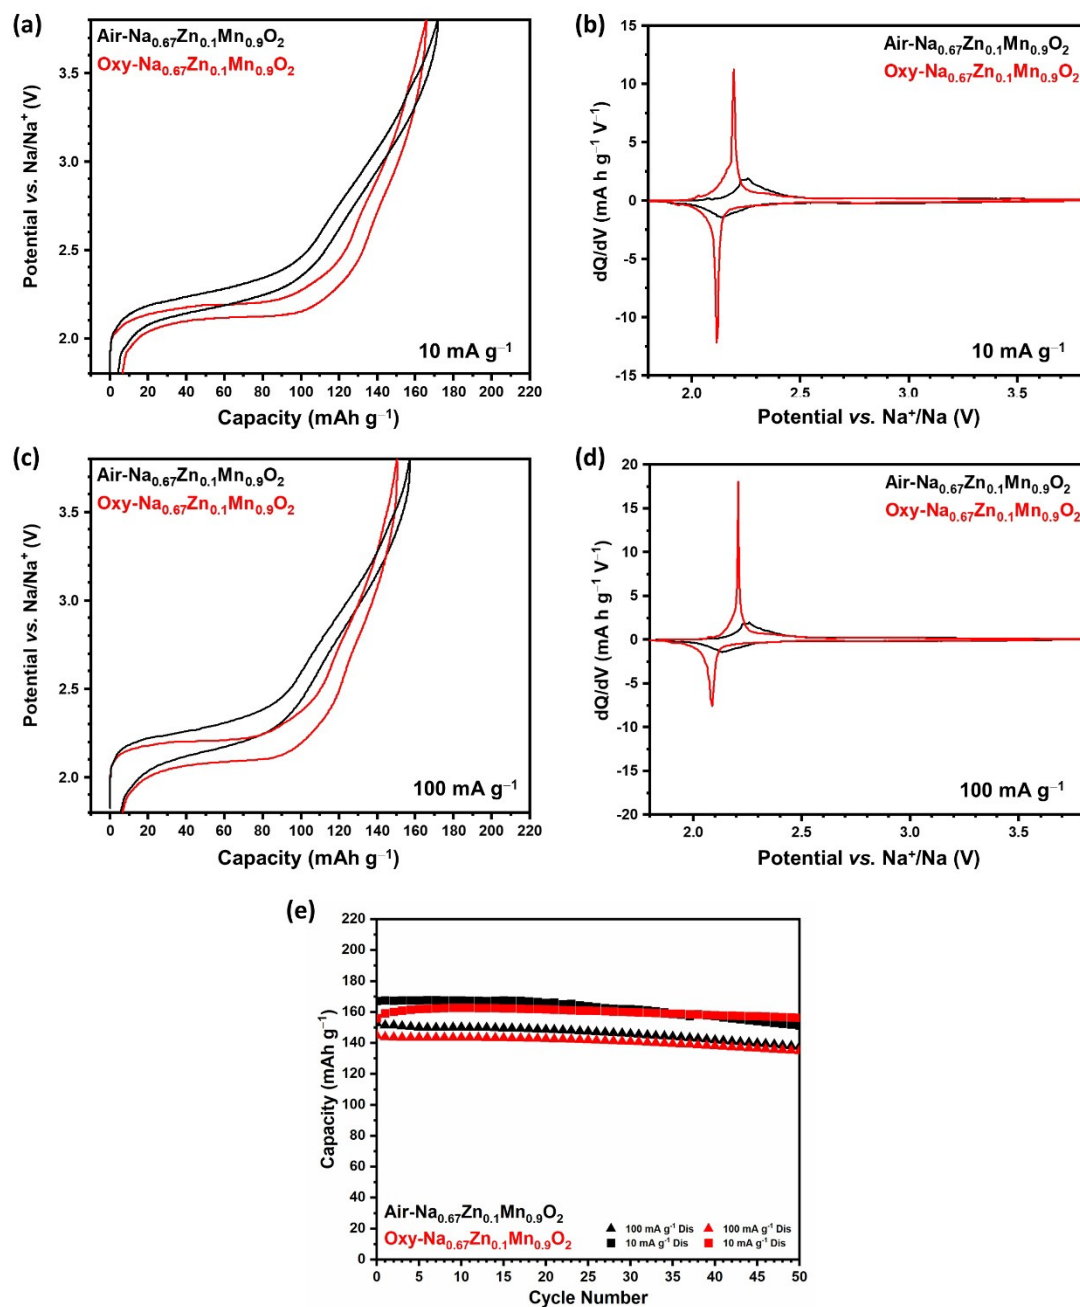 (a)
Air-Na₀.₆₇Zn₀.₁Mn₀.₉O₂
Oxy-Na₀.₆₇Zn₀.₁Mn₀.₉O₂
Potential vs. Na/Na⁺ (V)
3.5
3.0
2.5
2.0
10 mA g⁻¹
0 20 40 60 80 100 120 140 160 180 200 220
Capacity (mAh g⁻¹)
(b)
Air-Na₀.₆₇Zn₀.₁Mn₀.₉O₂
Oxy-Na₀.₆₇Zn₀.₁Mn₀.₉O₂
dQ/dV (mA h g⁻¹ V⁻¹)
15
10
5
0
-5
-10
-15
10 mA g⁻¹
2.0 2.5 3.0 3.5
Potential vs. Na⁺/Na (V)
(c)
Air-Na₀.₆₇Zn₀.₁Mn₀.₉O₂
Oxy-Na₀.₆₇Zn₀.₁Mn₀.₉O₂
Potential vs. Na/Na⁺ (V)
3.5
3.0
2.5
2.0
100 mA g⁻¹
0 20 40 60 80 100 120 140 160 180 200 220
Capacity (mAh g⁻¹)
(d)
Air-Na₀.₆₇Zn₀.₁Mn₀.₉O₂
Oxy-Na₀.₆₇Zn₀.₁Mn₀.₉O₂
dQ/dV (mA h g⁻¹ V⁻¹)
20
15
10
5
0
-5
-10
-15
-20
100 mA g⁻¹
2.0 2.5 3.0 3.5
Potential vs. Na⁺/Na (V)
(e)
Capacity (mAh g⁻¹)
220
200
180
160
140
120
100
80
60
40
20
0
Air-Na₀.₆₇Zn₀.₁Mn₀.₉O₂
Oxy-Na₀.₆₇Zn₀.₁Mn₀.₉O₂
100 mA g⁻¹ Dis 100 mA g⁻¹ Dis
10 mA g⁻¹ Dis 10 mA g⁻¹ Dis
0 5 10 15 20 25 30 35 40 45 50
Cycle Number